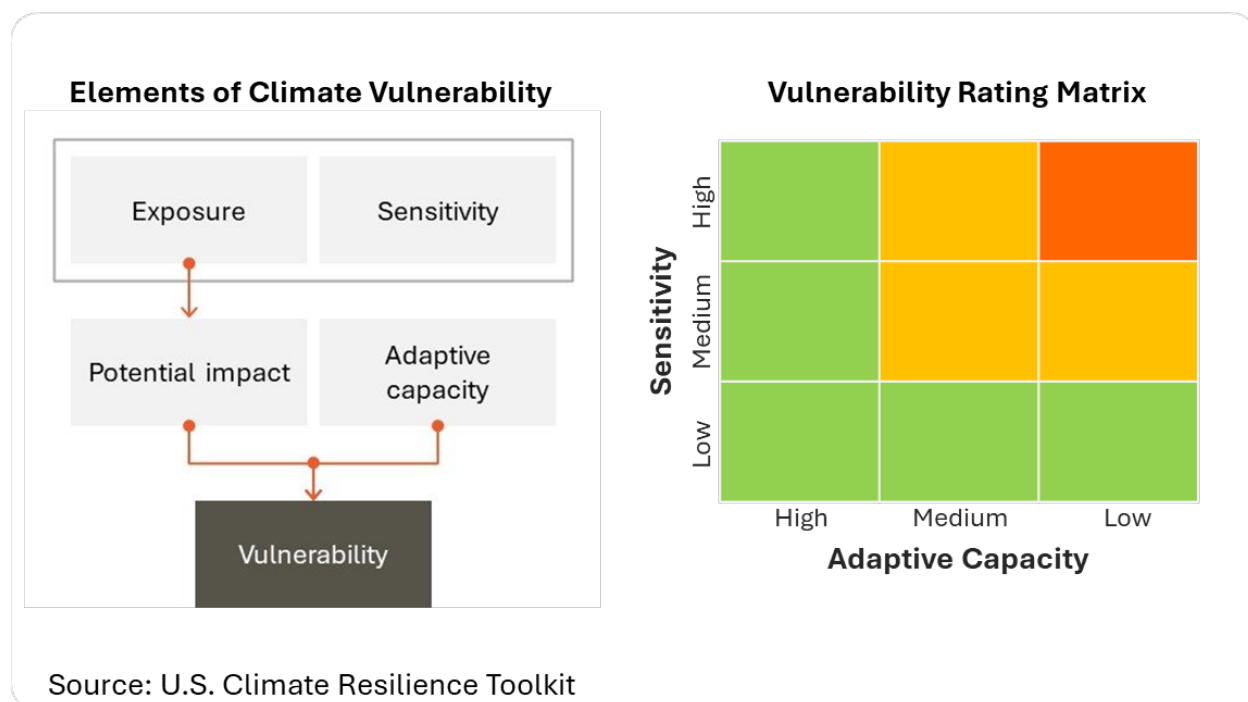 Elements of Climate Vulnerability
Exposure
Sensitivity
Potential impact
Adaptive
capacity
Vulnerability
Vulnerability Rating Matrix
Sensitivity
High
Medium
Low
High
Medium
Low
Adaptive Capacity
Source: U.S. Climate Resilience Toolkit